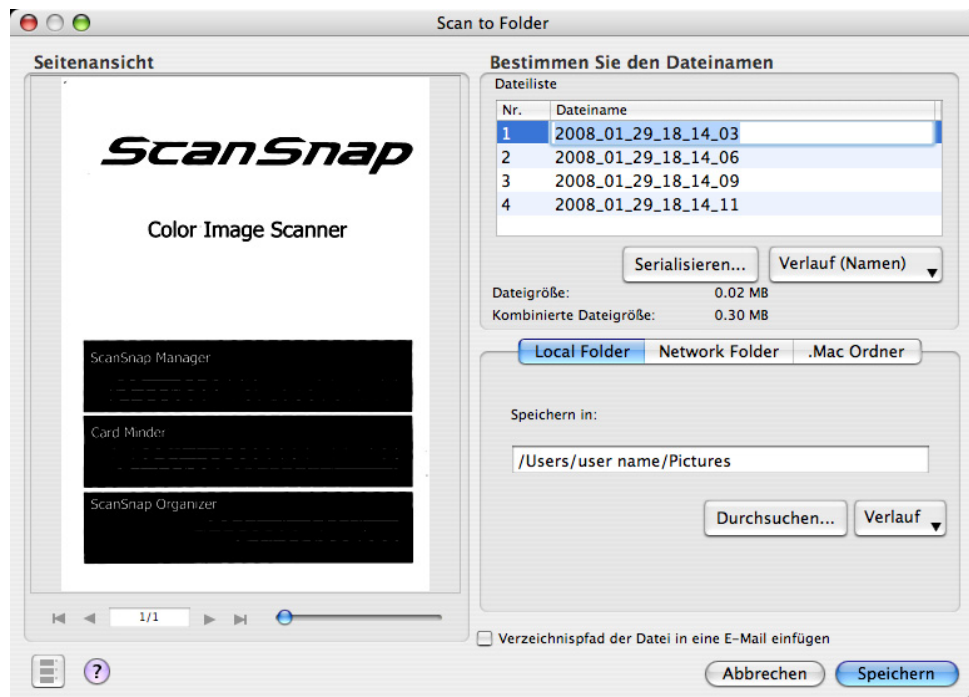 Scan to Folder
Seitenansicht
ScanSnap
Color Image Scanner
ScanSnap Manager
Card Minder
ScanSnap Organizer
1/1
?
Bestimmen Sie den Dateinamen
Dateiliste
Nr. Dateiname
1 2008_01_29_18_14_03
2 2008_01_29_18_14_06
3 2008_01_29_18_14_09
4 2008_01_29_18_14_11
Serialisieren... Verlauf (Namen)
Dateigröße: 0.02 MB
Kombinierte Dateigröße: 0.30 MB
Local Folder Network Folder .Mac Ordner
Speichern in:
/Users/user name/Pictures
Durchsuchen... Verlauf
Verzeichnispfad der Datei in eine E-Mail einfügen
Abbrechen Speichern